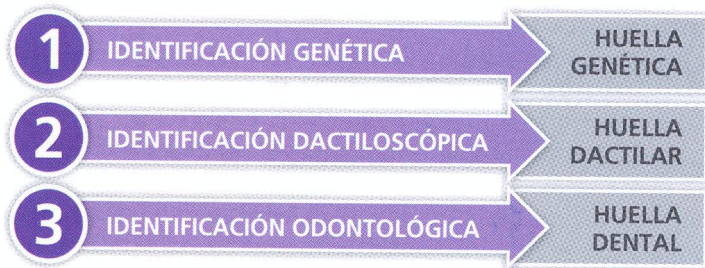 1 IDENTIFICACIÓN GENÉTICA
HUELLA
GENÉTICA
2 IDENTIFICACIÓN DACTILOSCÓPICA
HUELLA
DACTILAR
3 IDENTIFICACIÓN ODONTOLÓGICA
HUELLA
DENTAL